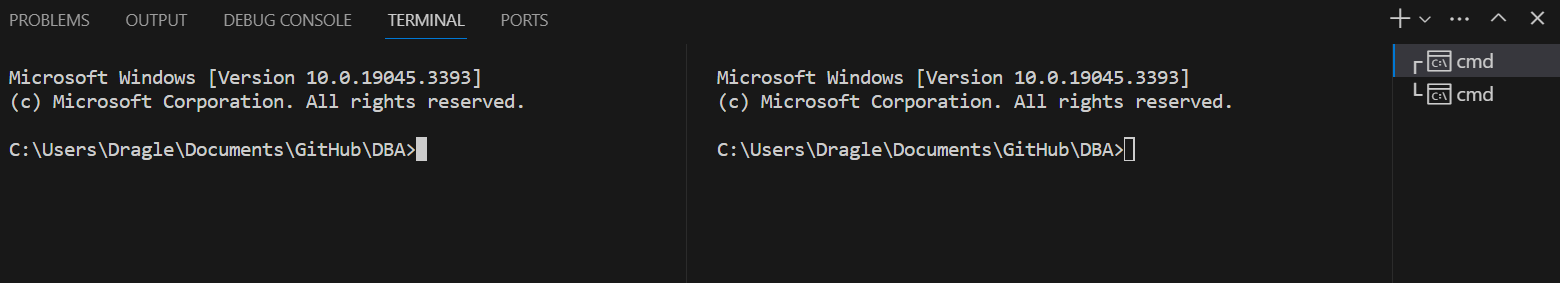 PROBLEMS OUTPUT DEBUG CONSOLE TERMINAL PORTS
Microsoft Windows [Version 10.0.19045.3393]
(c) Microsoft Corporation. All rights reserved.
C:\Users\Dragle\Documents\GitHub\DBA>
Microsoft Windows [Version 10.0.19045.3393]
(c) Microsoft Corporation. All rights reserved.
C:\Users\Dragle\Documents\GitHub\DBA>
cmd
cmd